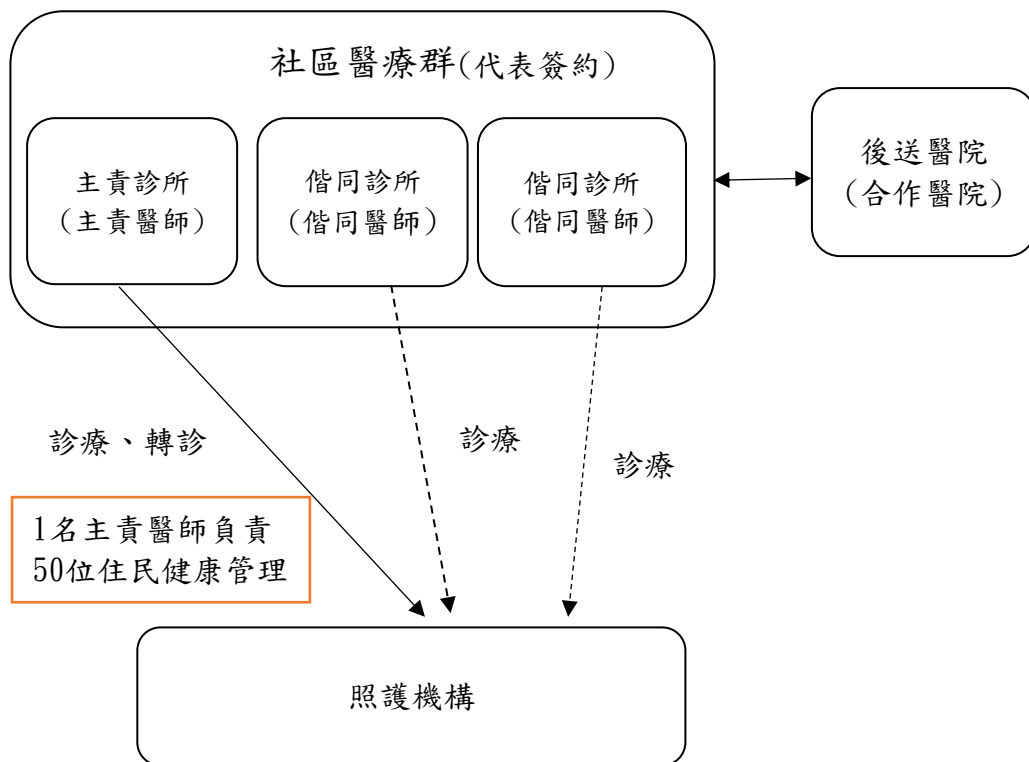 社區醫療群(代表簽約)
主責診所
(主責醫師)
偕同診所
(偕同醫師)
偕同診所
(偕同醫師)
後送醫院
(合作醫院)
診療、轉診
診療
診療
1名主責醫師負責
50位住民健康管理
照護機構